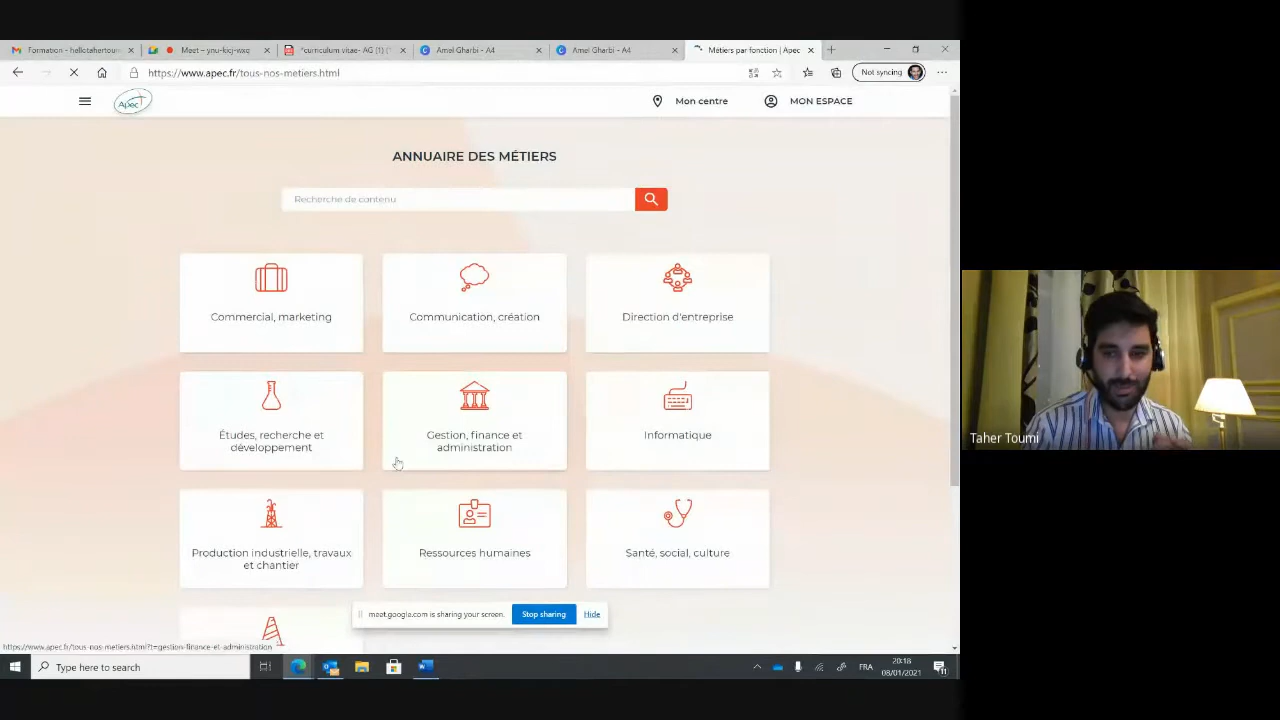 Formation - hallotahertoum
Meet – ynu-kicj-wxq
*curriculum vitae- AG (1) (
Amel Gharbi - A4
Amel Gharbi - A4
Métiers par fonction | Apec
https://www.apec.fr/tous-nos-metiers.html
Not syncing
Apec
Mon centre
MON ESPACE
ANNUAIRE DES MÉTIERS
Recherche de contenu
Commercial, marketing
Communication, création
Direction d'entreprise
Études, recherche et
développement
Gestion, finance et
administration
Informatique
Production industrielle, travaux
et chantier
Ressources humaines
Santé, social, culture
meet.google.com is sharing your screen.
Stop sharing
Hide
https://www.apec.fr/tous-nos-metiers.html?t=gestion-finance-et-administration
Type here to search
FRA
20:18
08/01/2021
Taher Toumi